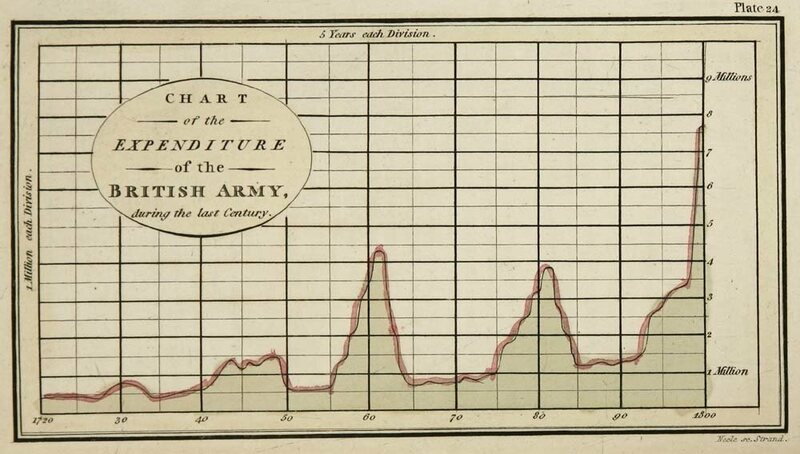 Plate 24
5 Years each Division.
CHART
of the
EXPENDITURE
of the
BRITISH ARMY,
during the last Century.
1 Million each Division.
9 Millions
8
7
6
5
4
3
2
1 Million
1720 30 40 50 60 70 80 90 1800
Neele sc. Strand.